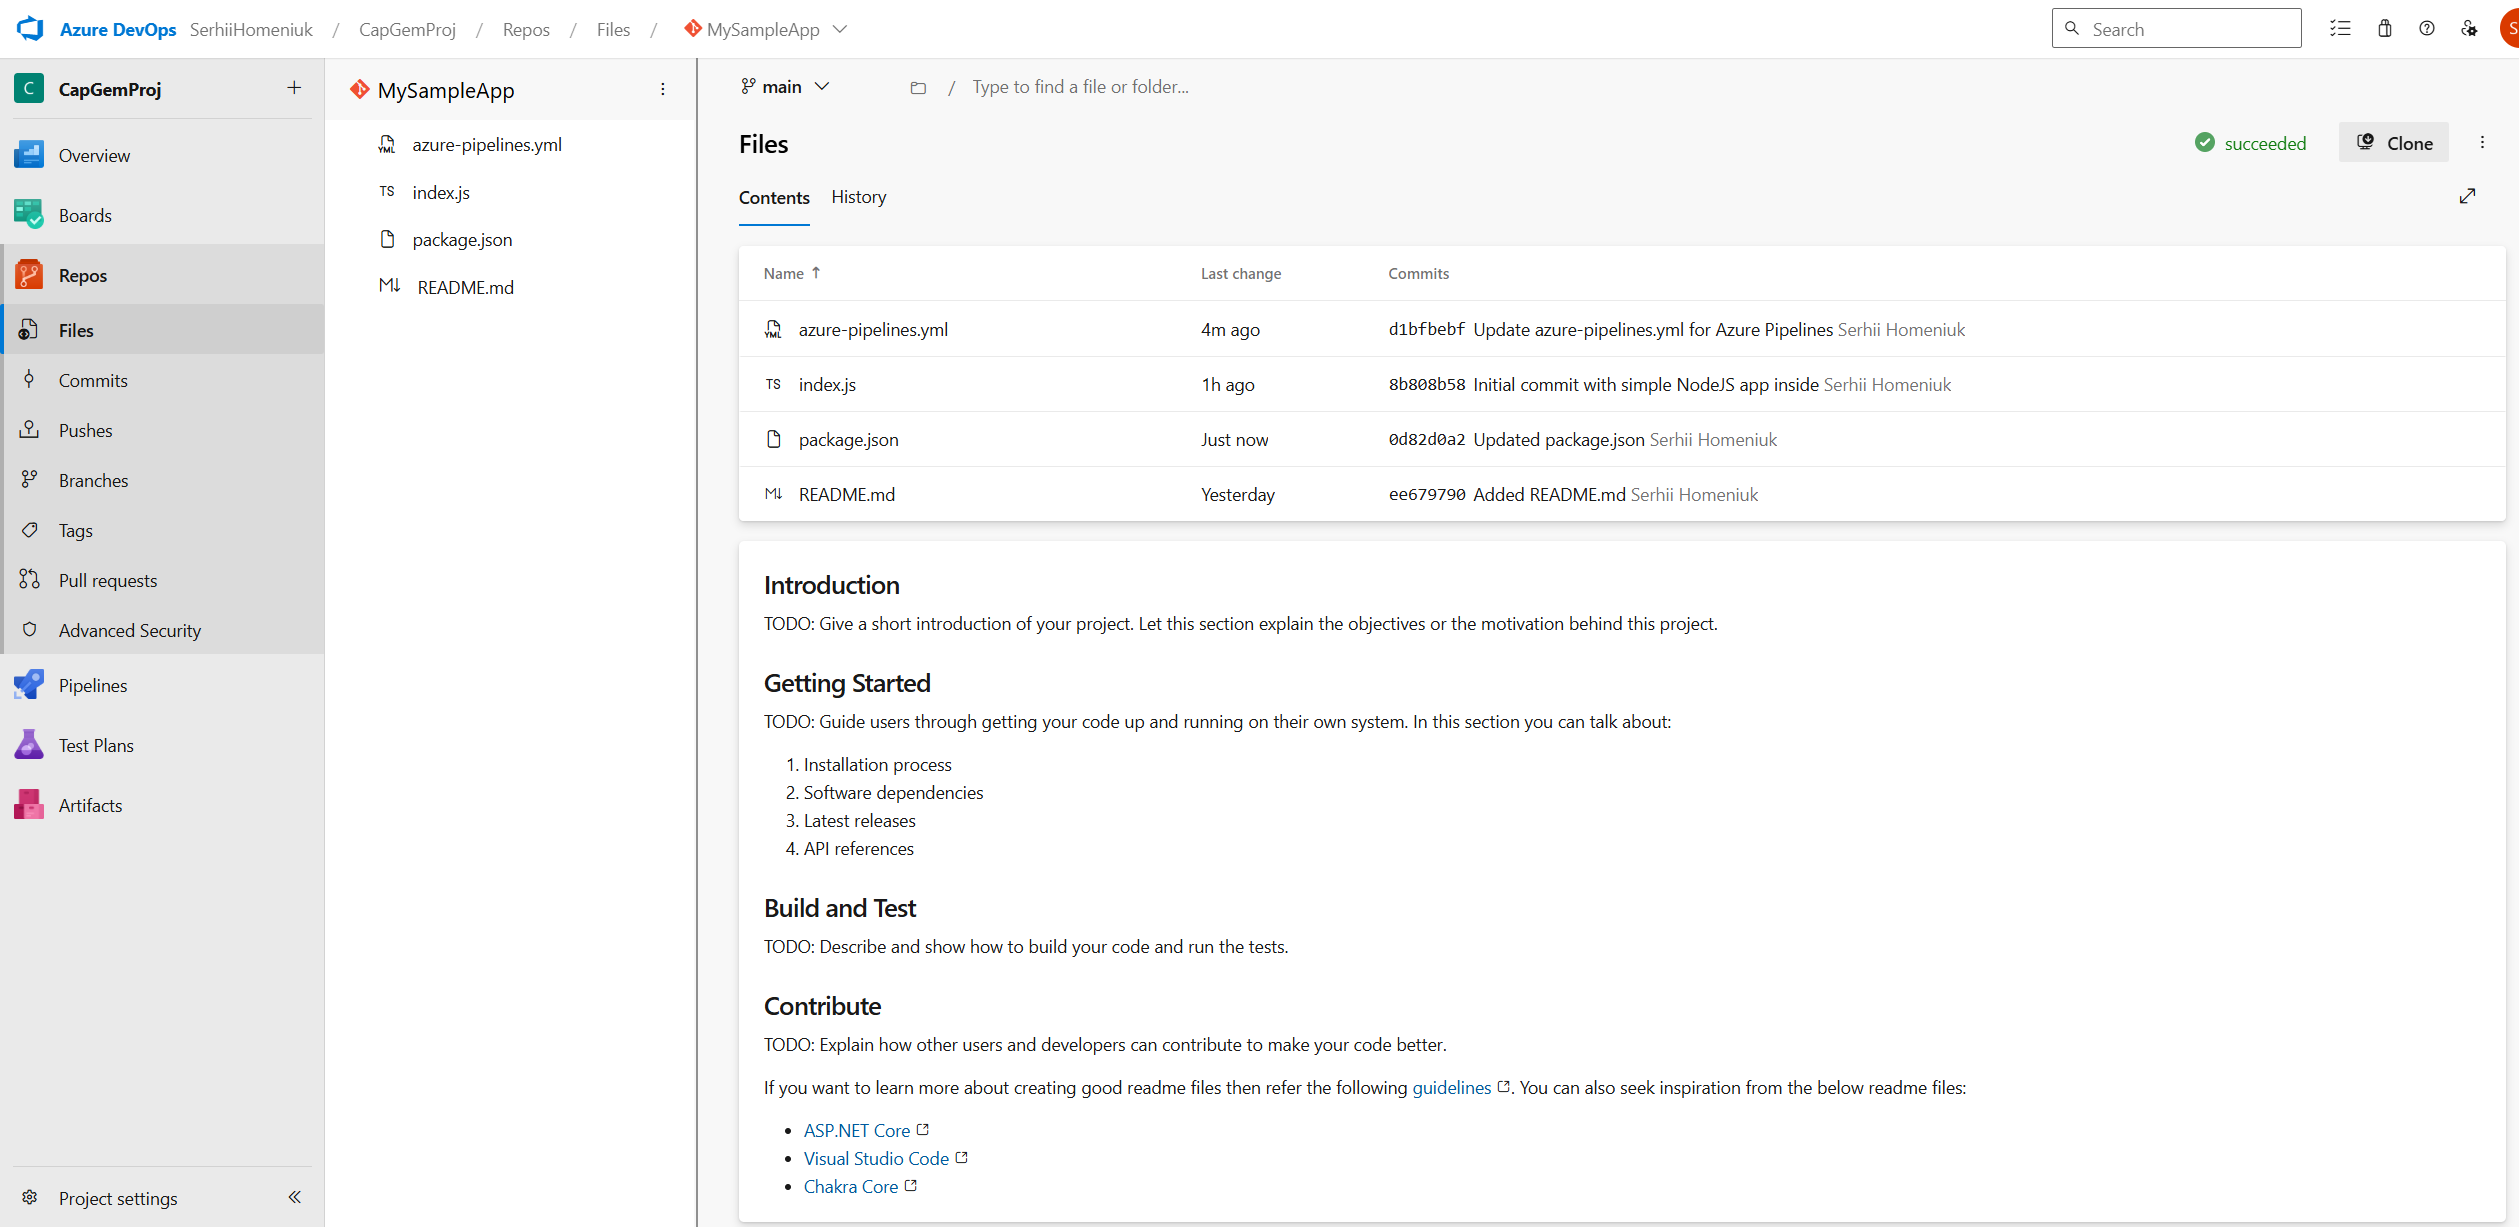 Azure DevOps SerhiiHomeniuk / CapGemProj / Repos / Files / MySampleApp
Search
S
C CapGemProj
Overview
Boards
Repos
Files
Commits
Pushes
Branches
Tags
Pull requests
Advanced Security
Pipelines
Test Plans
Artifacts
Project settings
MySampleApp
YML azure-pipelines.yml
TS index.js
package.json
M↓ README.md
main / Type to find a file or folder...
Files
succeeded Clone
Contents History
Name ↑ Last change Commits
YML azure-pipelines.yml 4m ago d1bfbebf Update azure-pipelines.yml for Azure Pipelines Serhii Homeniuk
TS index.js 1h ago 8b808b58 Initial commit with simple NodeJS app inside Serhii Homeniuk
package.json Just now 0d82d0a2 Updated package.json Serhii Homeniuk
M↓ README.md Yesterday ee679790 Added README.md Serhii Homeniuk
Introduction
TODO: Give a short introduction of your project. Let this section explain the objectives or the motivation behind this project.
Getting Started
TODO: Guide users through getting your code up and running on their own system. In this section you can talk about:
1. Installation process
2. Software dependencies
3. Latest releases
4. API references
Build and Test
TODO: Describe and show how to build your code and run the tests.
Contribute
TODO: Explain how other users and developers can contribute to make your code better.
If you want to learn more about creating good readme files then refer the following guidelines. You can also seek inspiration from the below readme files:
• ASP.NET Core
• Visual Studio Code
• Chakra Core